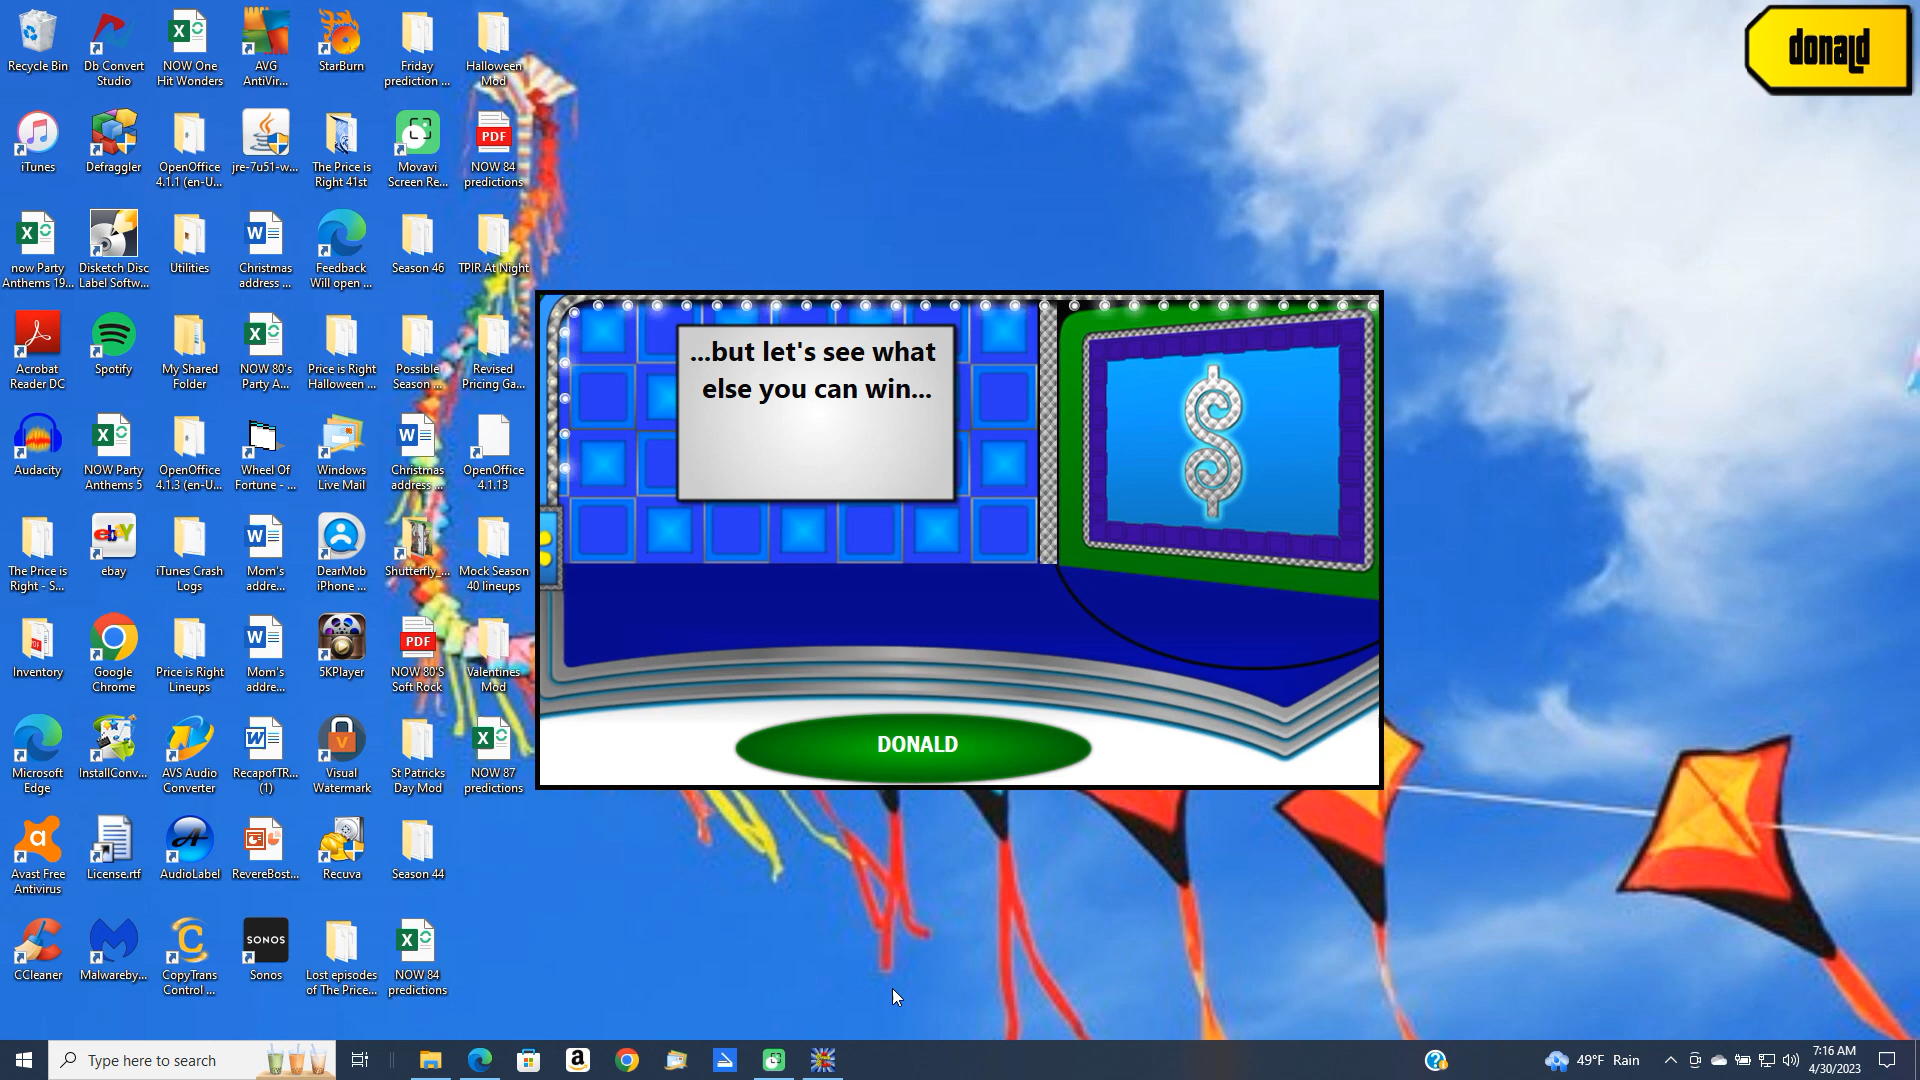 Recycle Bin
Db Convert
Studio
NOW One
Hit Wonders
AVG
AntiVir...
StarBurn
Friday
prediction ...
Halloween
Mod
donald
iTunes
Defraggler
OpenOffice
4.1.1 (en-U...
jre-7u51-w...
The Price is
Right 41st
Movavi
Screen Re...
PDF
NOW 84
predictions
now Party
Anthems 19...
Disketch Disc
Label Softw...
Utilities
Christmas
address ...
Feedback
Will open ...
Season 46
TPIR At Night
Acrobat
Reader DC
Spotify
My Shared
Folder
NOW 80's
Party A...
Price is Right
Halloween ...
Possible
Season ...
Revised
Pricing Ga...
...but let's see what
else you can win...
Audacity
NOW Party
Anthems 5
OpenOffice
4.1.3 (en-U...
Wheel Of
Fortune - ...
Windows
Live Mail
Christmas
address ...
OpenOffice
4.1.13
The Price is
Right - S...
ebay
ebay
iTunes Crash
Logs
Mom's
addre...
DearMob
iPhone ...
Shutterfly_...
Mock Season
40 lineups
Inventory
Google
Chrome
Price is Right
Lineups
Mom's
addre...
5KPlayer
PDF
NOW 80'S
Soft Rock
Valentines
Mod
DONALD
Microsoft
Edge
InstallConv...
AVS Audio
Converter
RecapofTR...
(1)
Visual
Watermark
St Patricks
Day Mod
NOW 87
predictions
Avast Free
Antivirus
License.rtf
AudioLabel
RevereBost...
Recuva
Season 44
CCleaner
Malwareby...
CopyTrans
Control ...
SONOS
Sonos
Lost episodes
of The Price...
NOW 84
predictions
Type here to search
49°F Rain
7:16 AM
4/30/2023